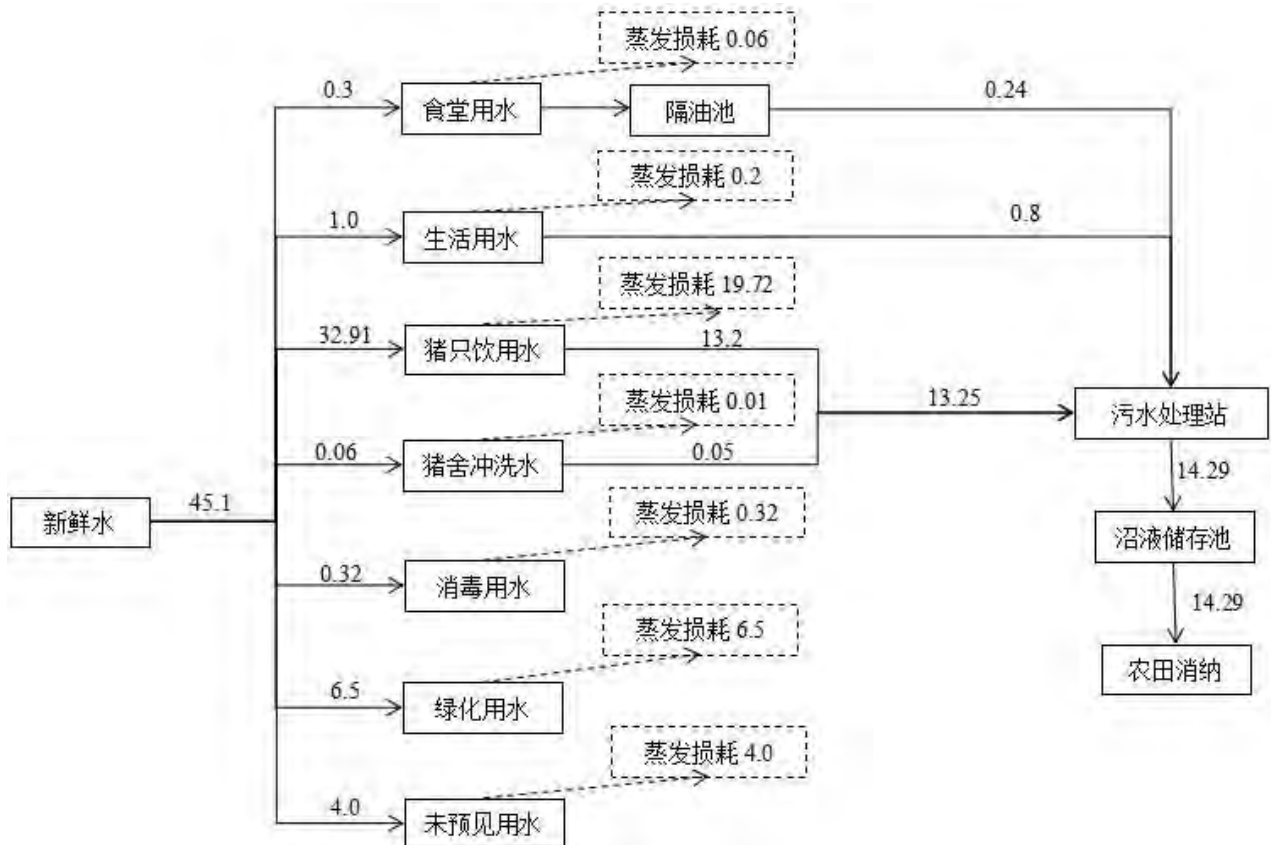 蒸发损耗 0.06
0.3
食堂用水
隔油池
0.24
蒸发损耗 0.2
1.0
生活用水
0.8
蒸发损耗 19.72
32.91
猪只饮用水
13.2
蒸发损耗 0.01
13.25
污水处理站
0.06
猪舍冲洗水
0.05
14.29
新鲜水
45.1
蒸发损耗 0.32
沼液储存池
0.32
消毒用水
14.29
蒸发损耗 6.5
农田消纳
6.5
绿化用水
蒸发损耗 4.0
4.0
未预见用水